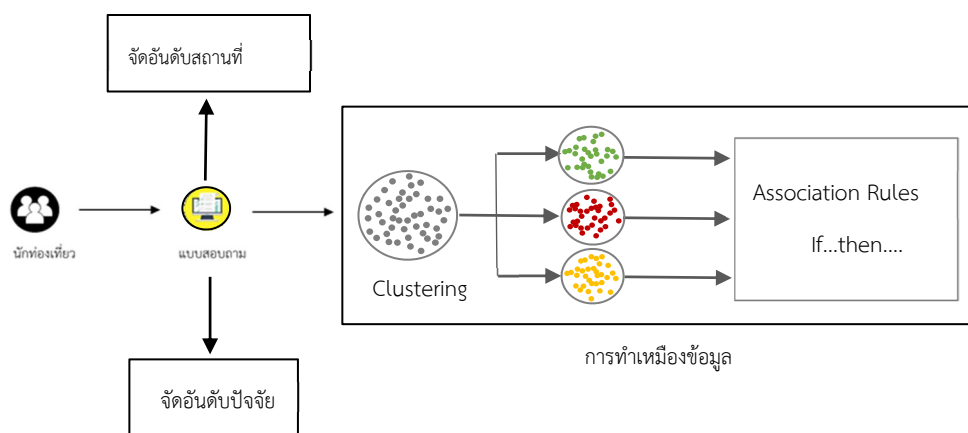 จัดอันดับสถานที่
นักท่องเที่ยว
แบบสอบถาม
Clustering
Association Rules
If...then....
การทำเหมืองข้อมูล
จัดอันดับปัจจัย